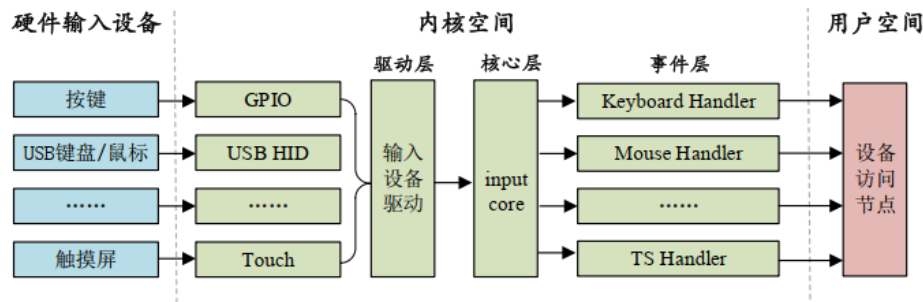 硬件输入设备
内核空间
用户空间
驱动层
核心层
事件层
按键
GPIO
Keyboard Handler
USB键盘/鼠标
USB HID
Mouse Handler
……
……
……
触摸屏
Touch
TS Handler
输入
设备
驱动
input
core
设备
访问
节点